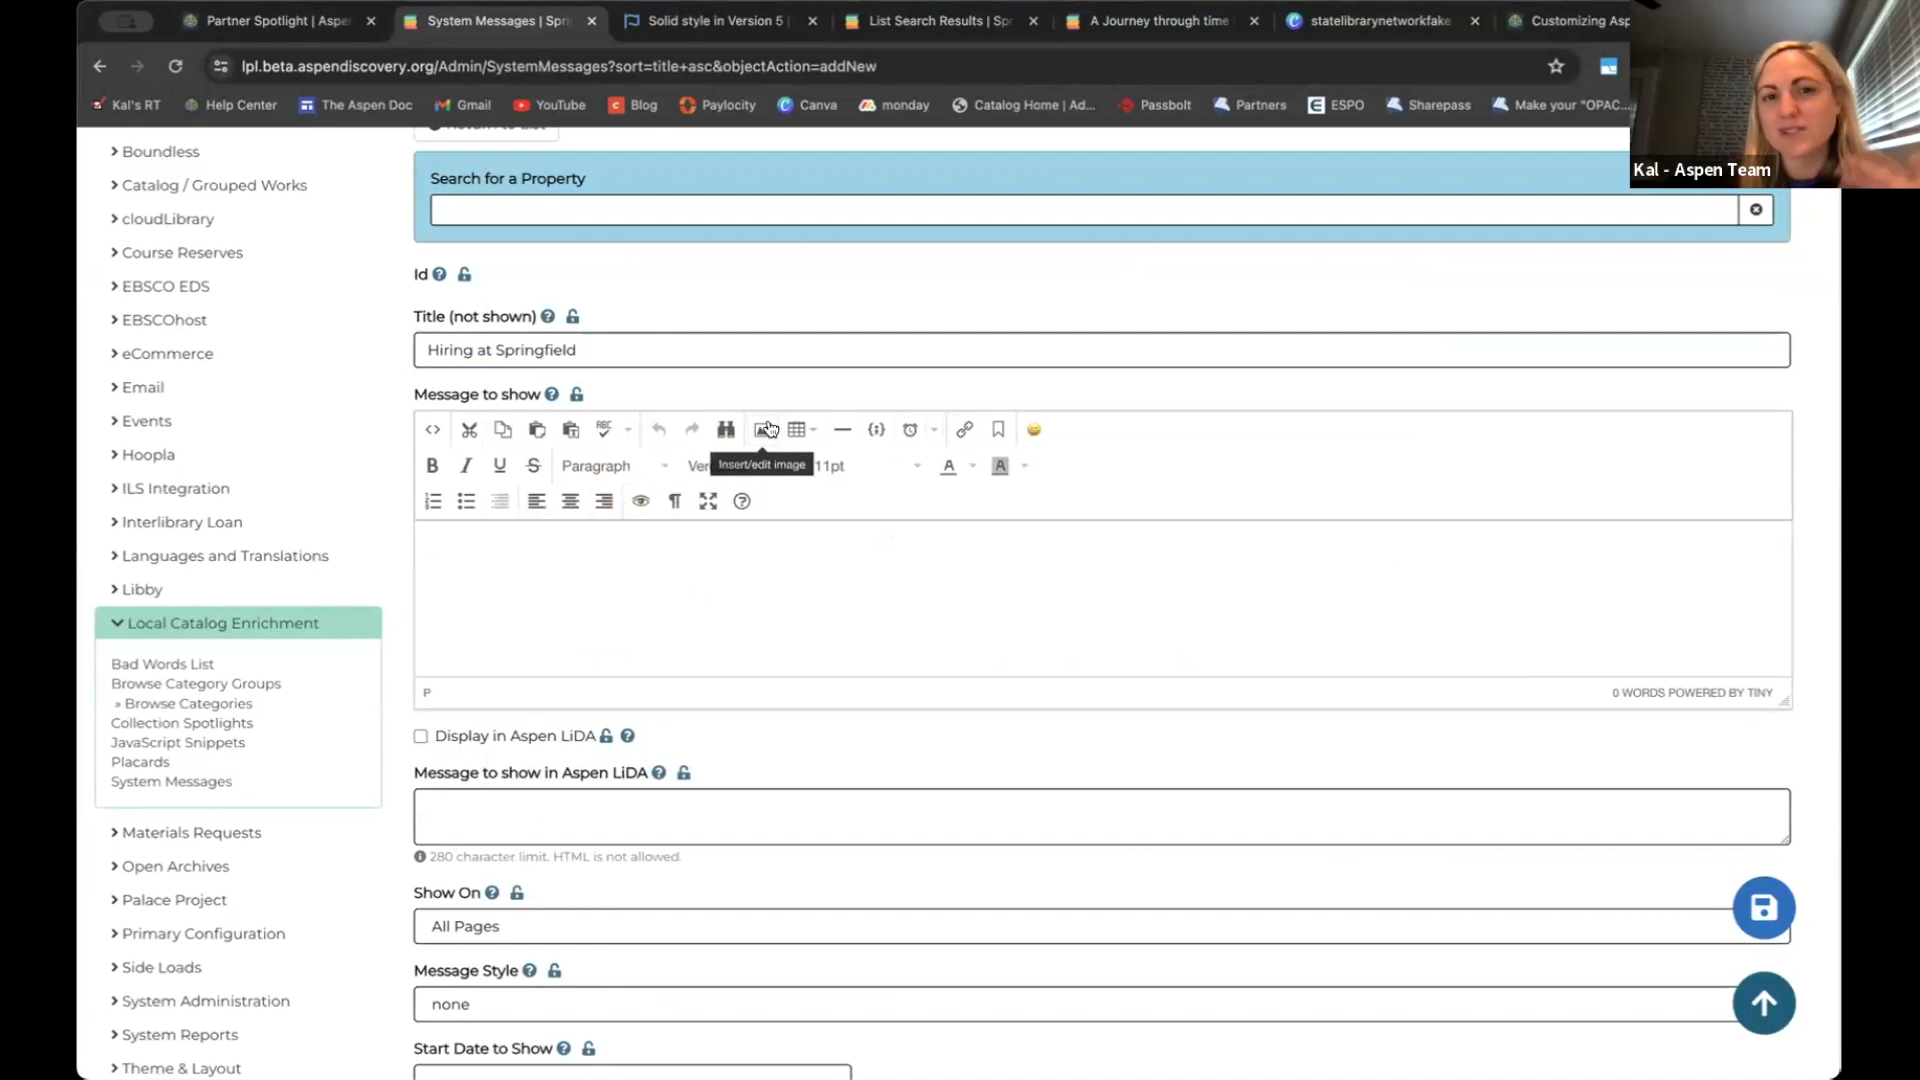 Partner Spotlight | Aspe
System Messages | Spri
Solid style in Version 5
List Search Results | Spr
A Journey through time
statelibrarynetworkfake
Customizing Asp
lpl.beta.aspendiscovery.org/Admin/SystemMessages?sort=title+asc&objectAction=addNew
Kal's RT
Help Center
The Aspen Doc
Gmail
YouTube
Blog
Paylocity
Canva
monday
Catalog Home | Ad...
Passbolt
Partners
ESPO
Sharepass
Make your "OPAC...
Kal - Aspen Team
Boundless
Catalog / Grouped Works
cloudLibrary
Course Reserves
EBSCO EDS
EBSCOhost
eCommerce
Email
Events
Hoopla
ILS Integration
Interlibrary Loan
Languages and Translations
Libby
Local Catalog Enrichment
Bad Words List
Browse Category Groups
» Browse Categories
Collection Spotlights
JavaScript Snippets
Placards
System Messages
Materials Requests
Open Archives
Palace Project
Primary Configuration
Side Loads
System Administration
System Reports
Theme & Layout
Return to List
Search for a Property
Id
Title (not shown)
Hiring at Springfield
Message to show
ABC
B I U S Paragraph Ver 11pt A A
Insert/edit image
P
0 WORDS POWERED BY TINY
Display in Aspen LiDA
Message to show in Aspen LiDA
280 character limit. HTML is not allowed.
Show On
All Pages
Message Style
none
Start Date to Show